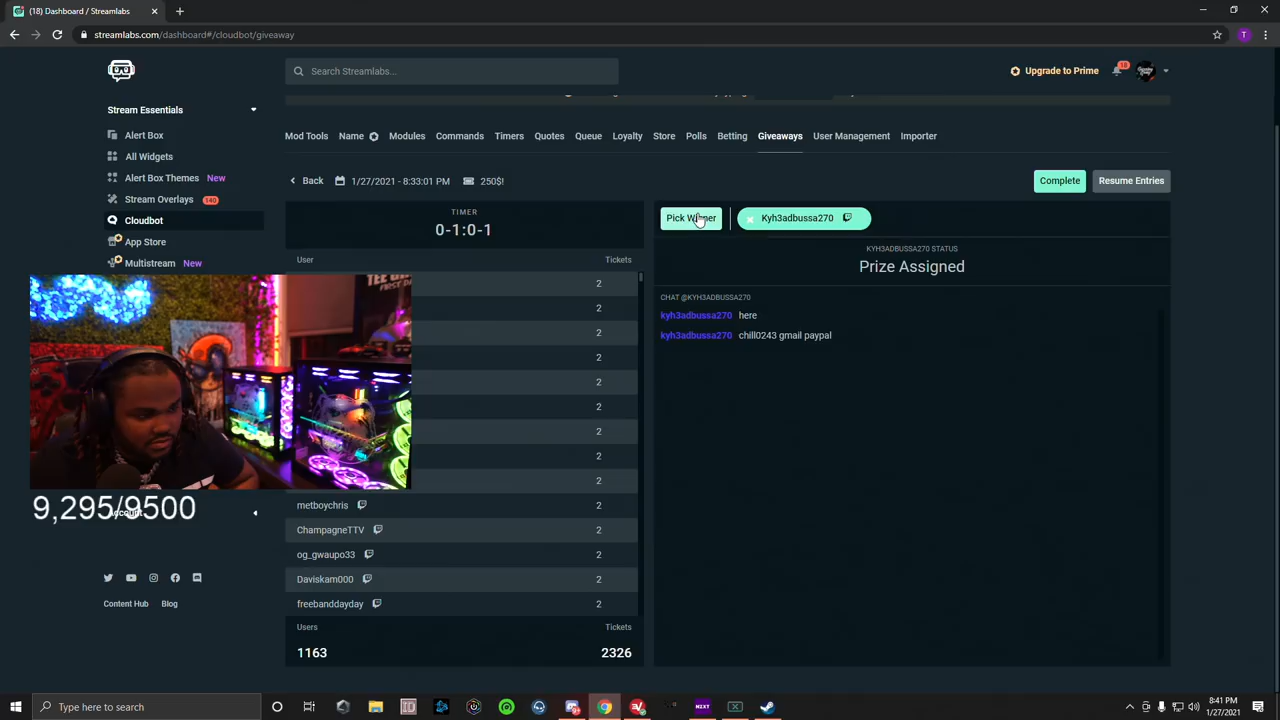 (18) Dashboard / Streamlabs
streamlabs.com/dashboard#/cloudbot/giveaway
T
Search Streamlabs...
Upgrade to Prime
18
Stream Essentials
Alert Box
All Widgets
Alert Box Themes New
Stream Overlays 140
Cloudbot
App Store
Multistream New
Mod Tools Name Modules Commands Timers Quotes Queue Loyalty Store Polls Betting Giveaways User Management Importer
Back 1/27/2021 - 8:33:01 PM 250$!
Complete Resume Entries
TIMER
0-1:0-1
User Tickets
2
2
2
2
2
2
2
2
2
metboychris 2
ChampagneTTV 2
og_gwaupo33 2
Daviskam000 2
freebanddayday 2
Users Tickets
1163 2326
Pick Winner Kyh3adbussa270
KYH3ADBUSSA270 STATUS
Prize Assigned
CHAT @KYH3ADBUSSA270
kyh3adbussa270 here
kyh3adbussa270 chill0243 gmail paypal
9,295/9500
Account
Content Hub Blog
Type here to search
N2XT
8:41 PM
1/27/2021